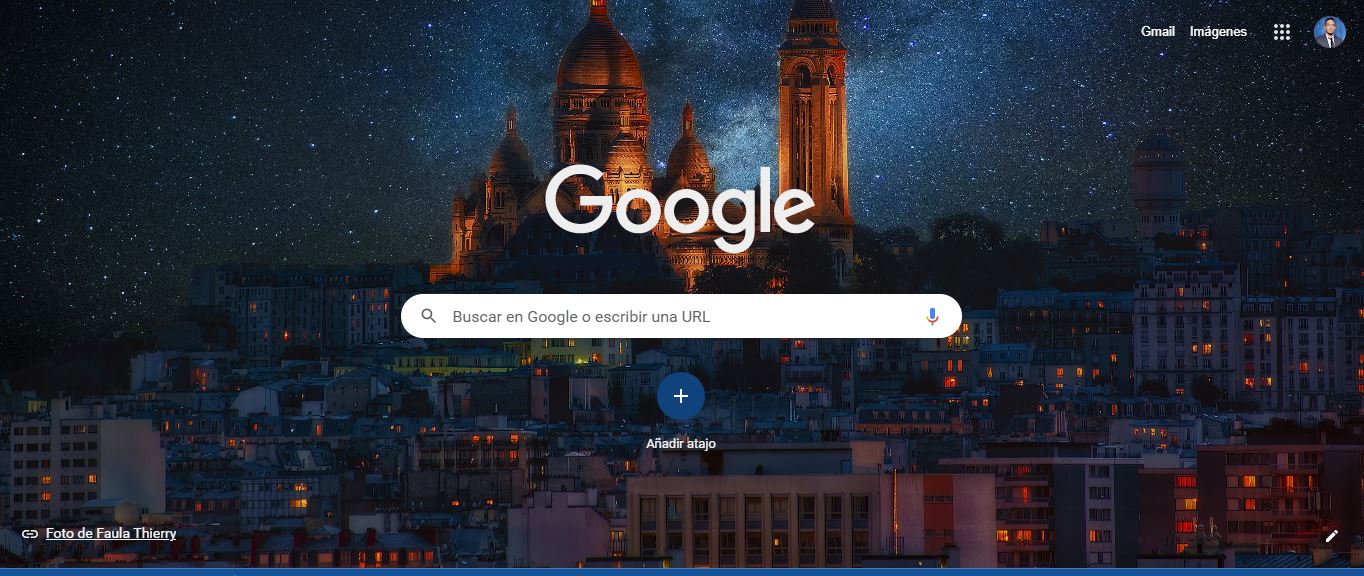 Gmail
Imágenes
Google
Buscar en Google o escribir una URL
Añadir atajo
Foto de Faula Thierry